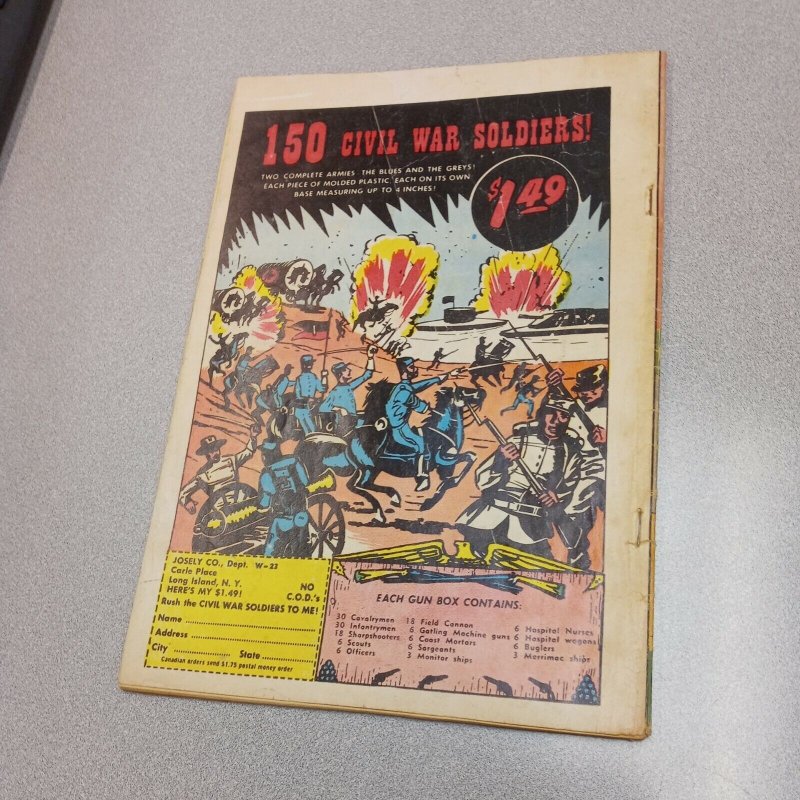 150 CIVIL WAR SOLDIERS!
TWO COMPLETE ARMIES THE BLUES AND THE GREYS!
EACH PIECE OF MOLDED PLASTIC, EACH ON ITS OWN
BASE MEASURING UP TO 4 INCHES!
$1.49
JOSELY CO., Dept. W-23
Carle Place
Long Island, N. Y.
HERE'S MY $1.49!
NO
C.O.D.'s
Rush the CIVIL WAR SOLDIERS TO ME!
Name
Address
City State
Canadian orders send $1.75 postal money order
EACH GUN BOX CONTAINS:
30 Cavalrymen
30 Infantrymen
18 Sharpshooters
6 Scouts
6 Officers
18 Field Cannon
6 Gatling Machine guns
6 Coast Mortars
6 Sergeants
3 Monitor ships
6 Hospital Nurses
6 Hospital wagons
6 Buglers
3 Merrimac ships